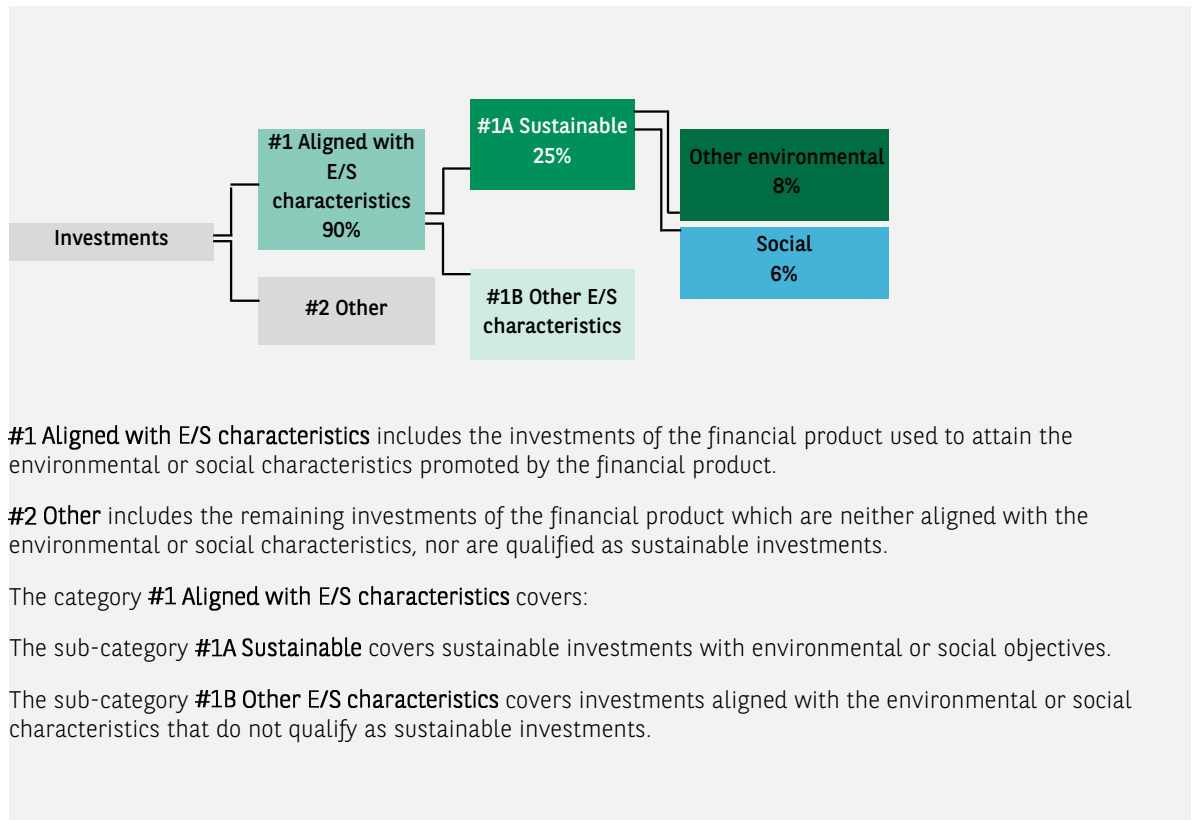 Investments
#1 Aligned with
E/S
characteristics
90%
#2 Other
#1A Sustainable
25%
#1B Other E/S
characteristics
Other environmental
8%
Social
6%
#1 Aligned with E/S characteristics includes the investments of the financial product used to attain the
environmental or social characteristics promoted by the financial product.
#2 Other includes the remaining investments of the financial product which are neither aligned with the
environmental or social characteristics, nor are qualified as sustainable investments.
The category #1 Aligned with E/S characteristics covers:
The sub-category #1A Sustainable covers sustainable investments with environmental or social objectives.
The sub-category #1B Other E/S characteristics covers investments aligned with the environmental or social
characteristics that do not qualify as sustainable investments.